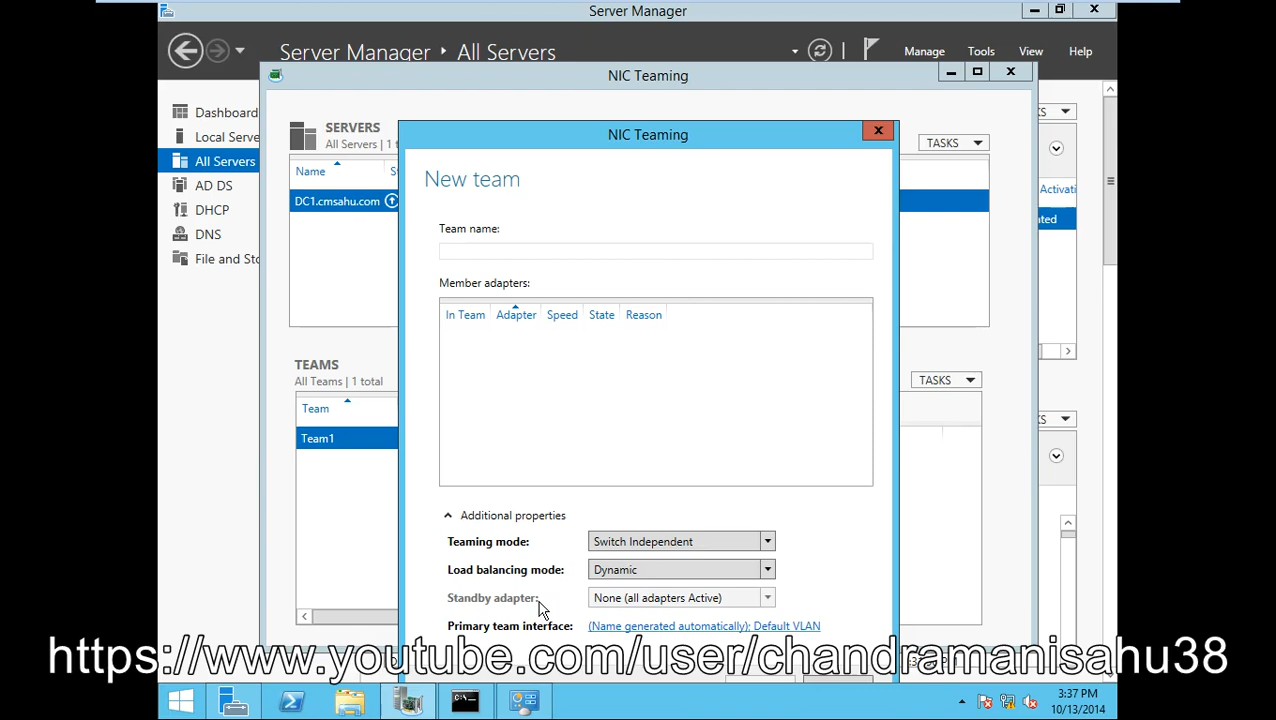 Server Manager
Server Manager ▸ All Servers
Manage Tools View Help
NIC Teaming
Dashboard
Local Serve
All Servers
AD DS
DHCP
DNS
File and Sto
SERVERS
All Servers | 1 t
TASKS
Name
DC1.cmsahu.com
TEAMS
All Teams | 1 total
TASKS
Team
Team1
Activati
ated
NIC Teaming
New team
Team name:
Member adapters:
In Team Adapter Speed State Reason
Additional properties
Teaming mode: Switch Independent
Load balancing mode: Dynamic
Standby adapter: None (all adapters Active)
Primary team interface: (Name generated automatically); Default VLAN
https://www.youtube.com/user/chandramanisahu38
3:37 PM
10/13/2014